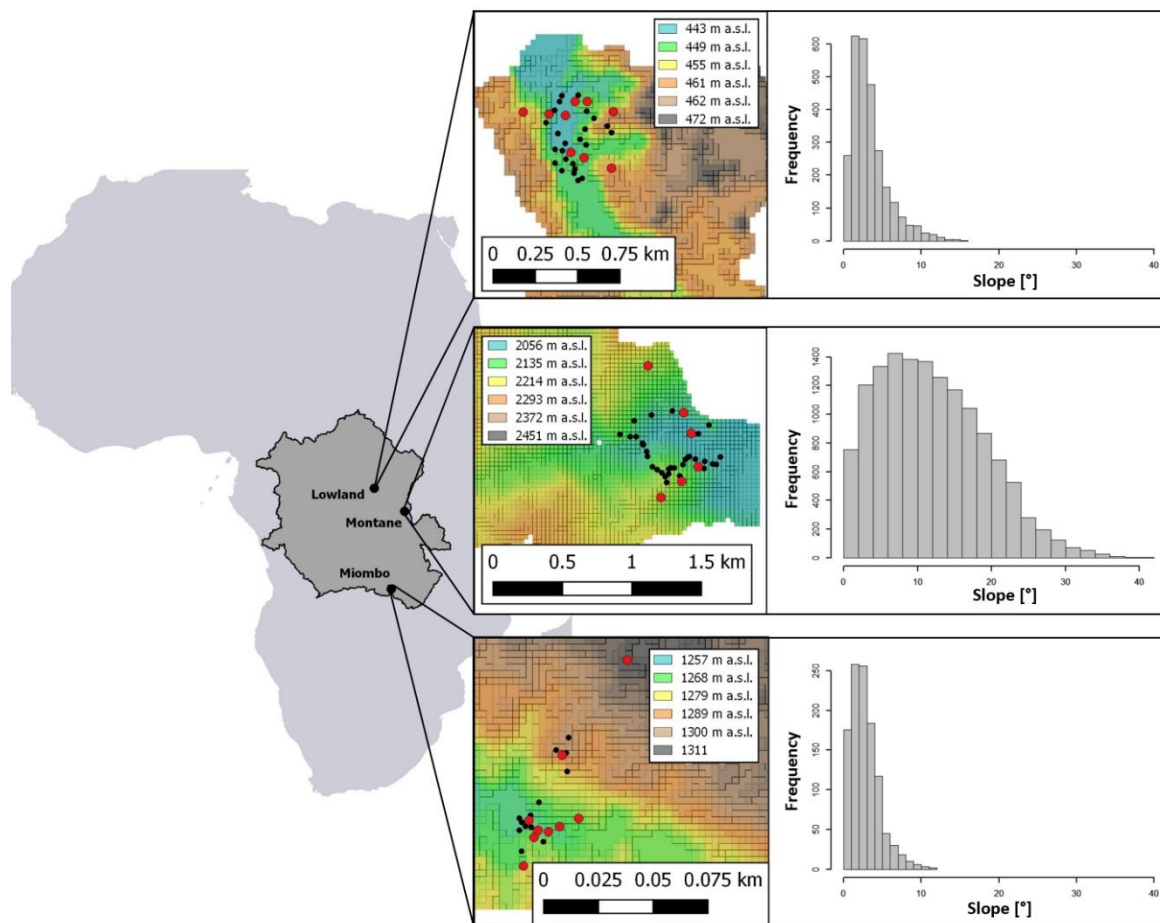 443 m a.s.l.
449 m a.s.l.
455 m a.s.l.
461 m a.s.l.
462 m a.s.l.
472 m a.s.l.
0 0.25 0.5 0.75 km
Frequency
0 100 200 300 400 500 600
0 10 20 30 40
Slope [°]
Lowland
Montane
Miombo
2056 m a.s.l.
2135 m a.s.l.
2214 m a.s.l.
2293 m a.s.l.
2372 m a.s.l.
2451 m a.s.l.
0 0.5 1 1.5 km
Frequency
0 200 400 600 800 1000 1200 1400
0 10 20 30 40
Slope [°]
1257 m a.s.l.
1268 m a.s.l.
1279 m a.s.l.
1289 m a.s.l.
1300 m a.s.l.
1311
0 0.025 0.05 0.075 km
Frequency
0 50 100 150 200 250
0 10 20 30 40
Slope [°]